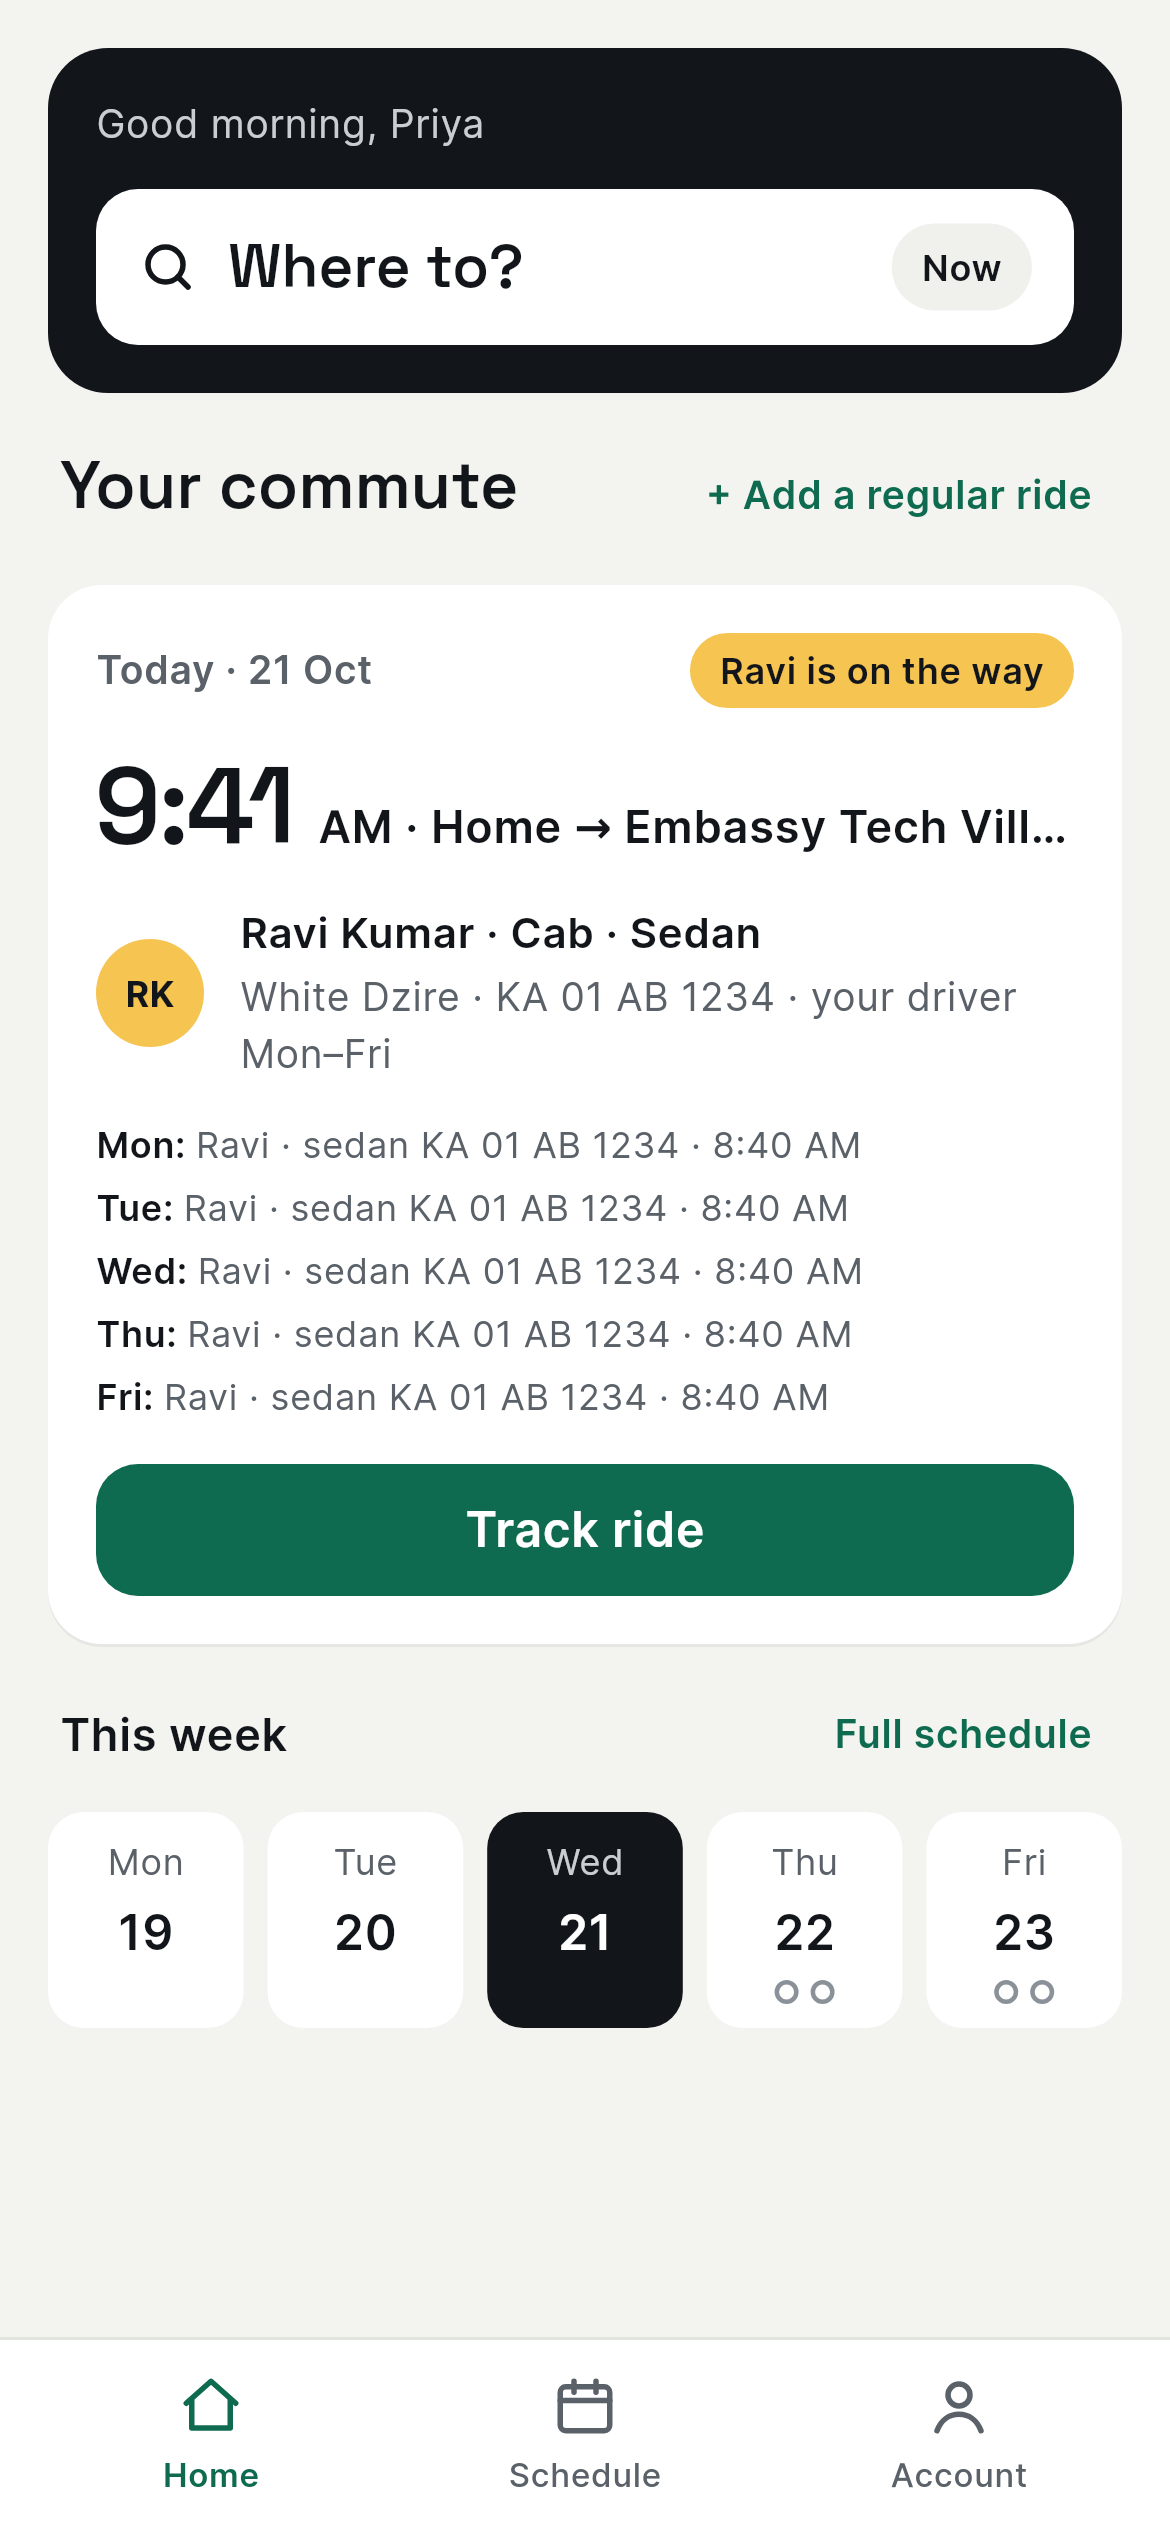 Good morning, Priya
Where to?
Now
Your commute
+ Add a regular ride
Today · 21 Oct
Ravi is on the way
9:41 AM · Home → Embassy Tech Vill...
RK
Ravi Kumar · Cab · Sedan
White Dzire · KA 01 AB 1234 · your driver
Mon–Fri
Mon: Ravi · sedan KA 01 AB 1234 · 8:40 AM
Tue: Ravi · sedan KA 01 AB 1234 · 8:40 AM
Wed: Ravi · sedan KA 01 AB 1234 · 8:40 AM
Thu: Ravi · sedan KA 01 AB 1234 · 8:40 AM
Fri: Ravi · sedan KA 01 AB 1234 · 8:40 AM
Track ride
This week
Full schedule
Mon
19
Tue
20
Wed
21
Thu
22
Fri
23
Home
Schedule
Account